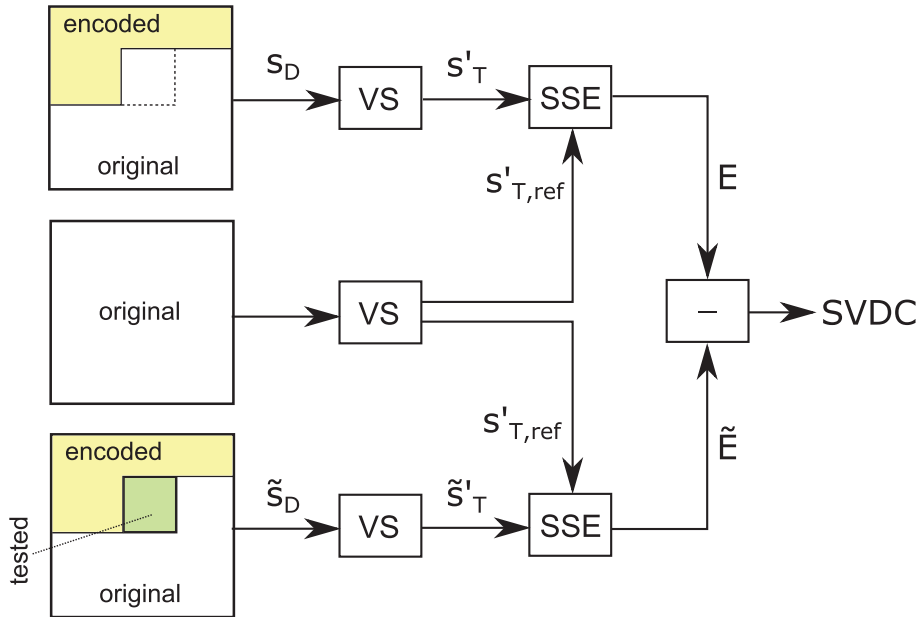 encoded
original
s_D
VS
s'_T
SSE
s'_T,ref
E
original
VS
–
SVDC
s'_T,ref
Ẽ
encoded
tested
original
s̃_D
VS
s̃'_T
SSE